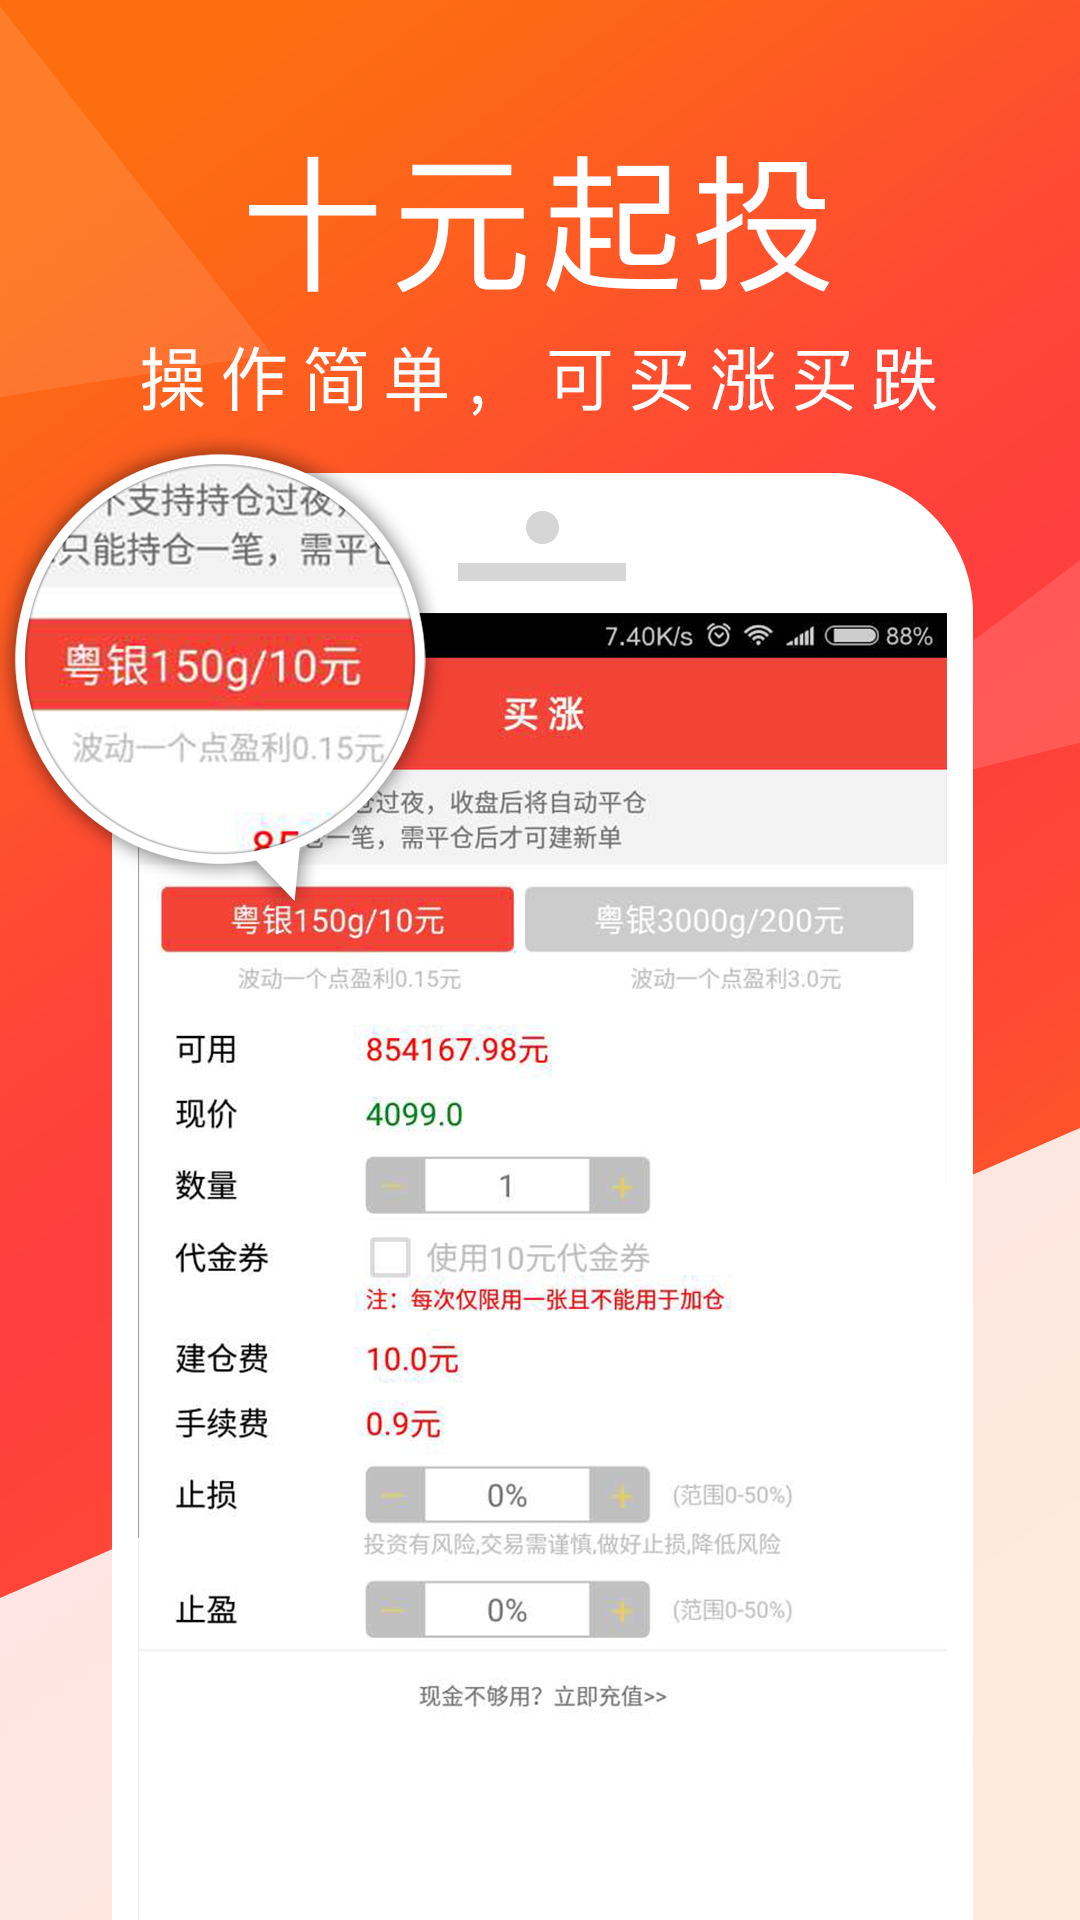 十元起投
操作简单，可买涨买跌
不支持持仓过夜，
只能持仓一笔，需平仓
粤银150g/10元
波动一个点盈利0.15元
7.40K/s
88%
买涨
仓过夜，收盘后将自动平仓
仓一笔，需平仓后才可建新单
粤银150g/10元
粤银3000g/200元
波动一个点盈利0.15元
波动一个点盈利3.0元
可用
854167.98元
现价
4099.0
数量
− 1 +
代金券
使用10元代金券
注：每次仅限用一张且不能用于加仓
建仓费
10.0元
手续费
0.9元
止损
− 0% +
(范围0-50%)
投资有风险,交易需谨慎,做好止损,降低风险
止盈
− 0% +
(范围0-50%)
现金不够用？立即充值>>